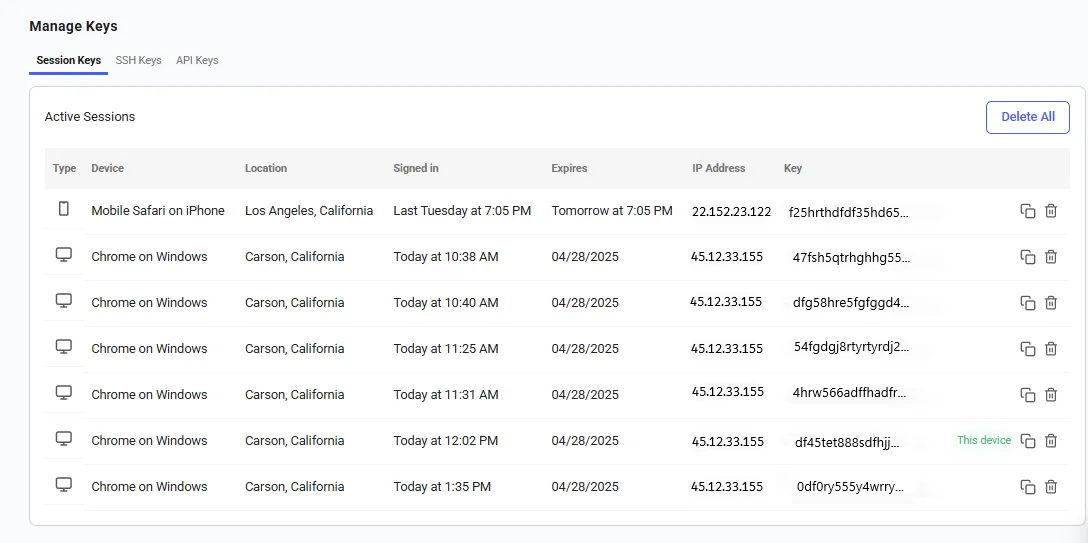 Manage Keys
Session Keys SSH Keys API Keys
Active Sessions Delete All
Type Device Location Signed in Expires IP Address Key
Mobile Safari on iPhone Los Angeles, California Last Tuesday at 7:05 PM Tomorrow at 7:05 PM 22.152.23.122 f25hrthdfdf35hd65...
Chrome on Windows Carson, California Today at 10:38 AM 04/28/2025 45.12.33.155 47fsh5qtrhghhg55...
Chrome on Windows Carson, California Today at 10:40 AM 04/28/2025 45.12.33.155 dfg58hre5fgfggd4...
Chrome on Windows Carson, California Today at 11:25 AM 04/28/2025 45.12.33.155 54fgdgj8rtyrtyrdj2...
Chrome on Windows Carson, California Today at 11:31 AM 04/28/2025 45.12.33.155 4hrw566adffhadfr...
Chrome on Windows Carson, California Today at 12:02 PM 04/28/2025 45.12.33.155 df45tet888sdfhjj... This device
Chrome on Windows Carson, California Today at 1:35 PM 04/28/2025 45.12.33.155 0df0ry555y4wrry...